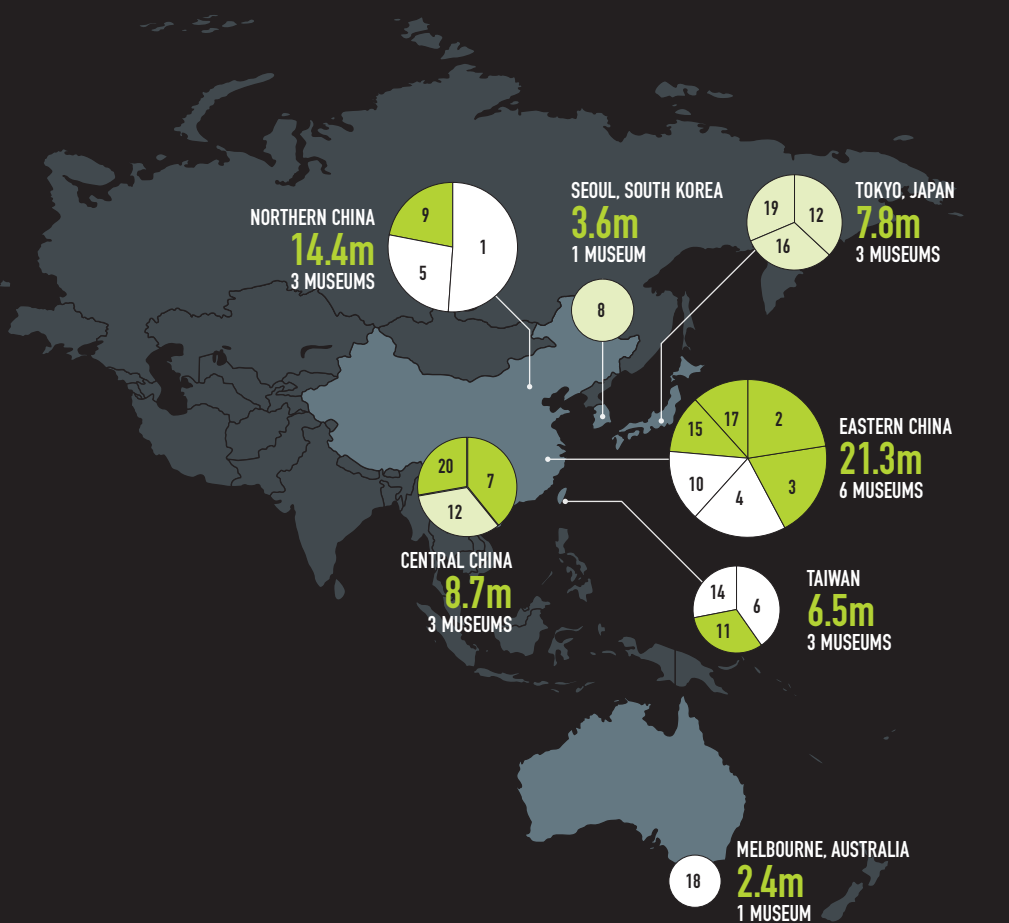 NORTHERN CHINA
14.4m
3 MUSEUMS
9
1
5
SEOUL, SOUTH KOREA
3.6m
1 MUSEUM
8
19
12
16
TOKYO, JAPAN
7.8m
3 MUSEUMS
17
2
15
3
10
4
EASTERN CHINA
21.3m
6 MUSEUMS
20
7
12
CENTRAL CHINA
8.7m
3 MUSEUMS
14
6
11
TAIWAN
6.5m
3 MUSEUMS
18
MELBOURNE, AUSTRALIA
2.4m
1 MUSEUM